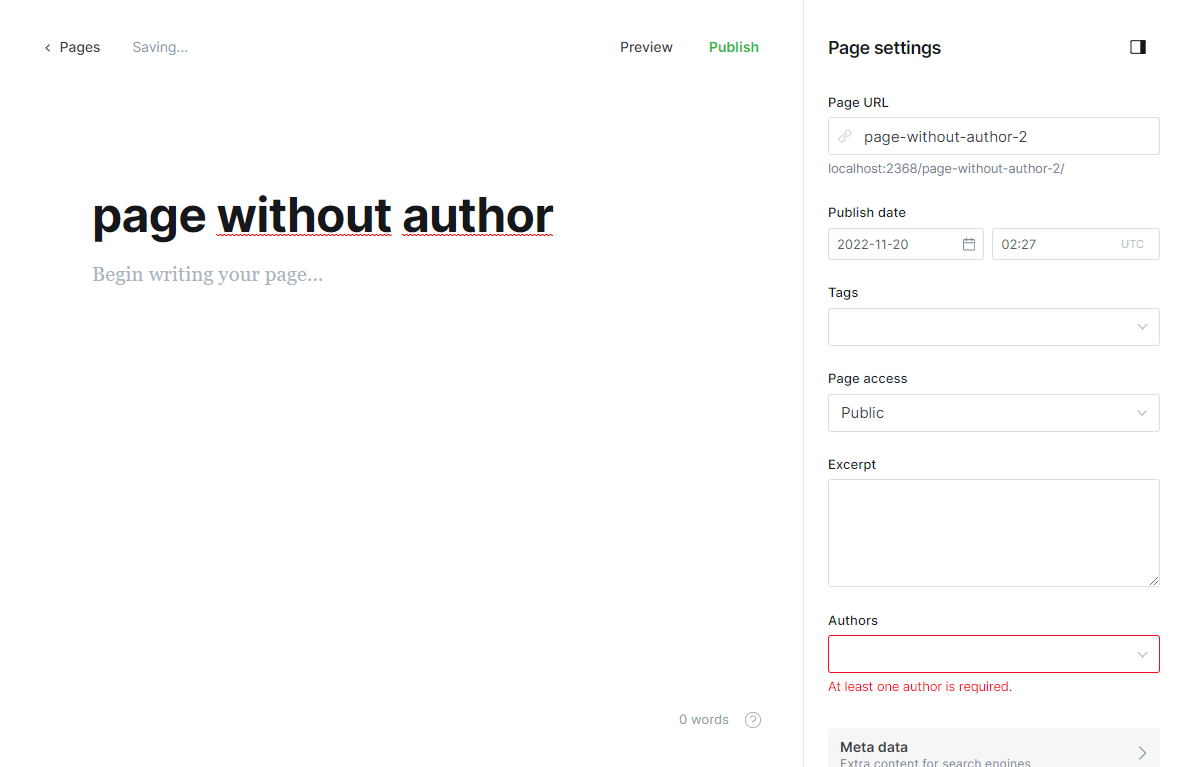 Pages
Saving...
Preview
Publish
page without author
Begin writing your page...
0 words
Page settings
Page URL
page-without-author-2
localhost:2368/page-without-author-2/
Publish date
2022-11-20
02:27
UTC
Tags
Page access
Public
Excerpt
Authors
At least one author is required.
Meta data
Extra content for search engines